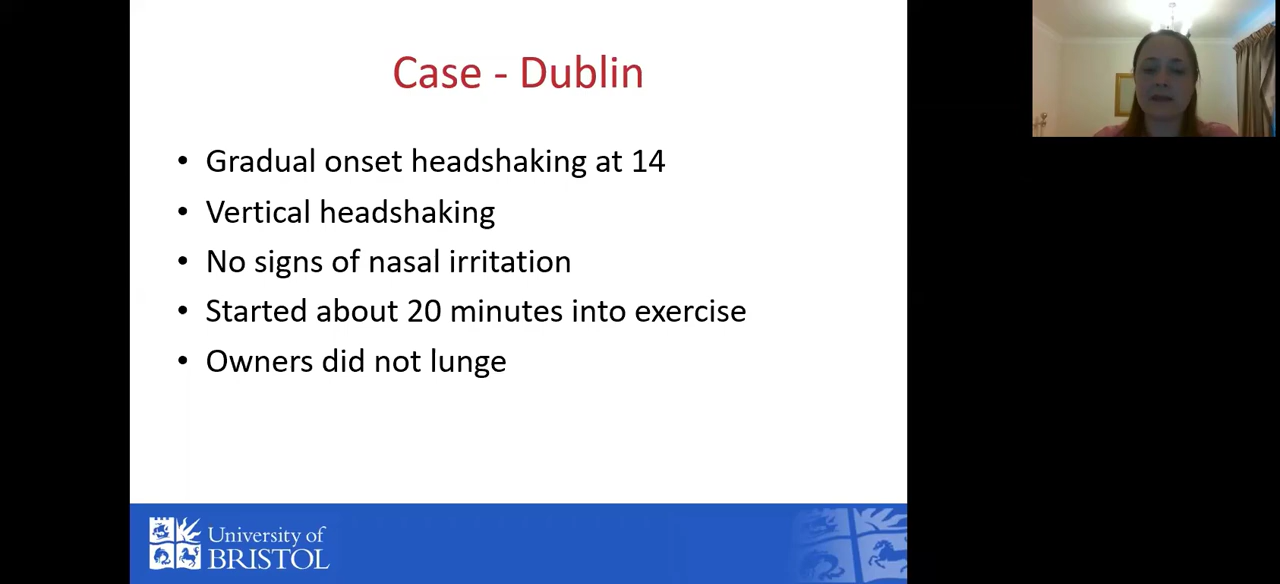 Case - Dublin
• Gradual onset headshaking at 14
• Vertical headshaking
• No signs of nasal irritation
• Started about 20 minutes into exercise
• Owners did not lunge
University of
BRISTOL